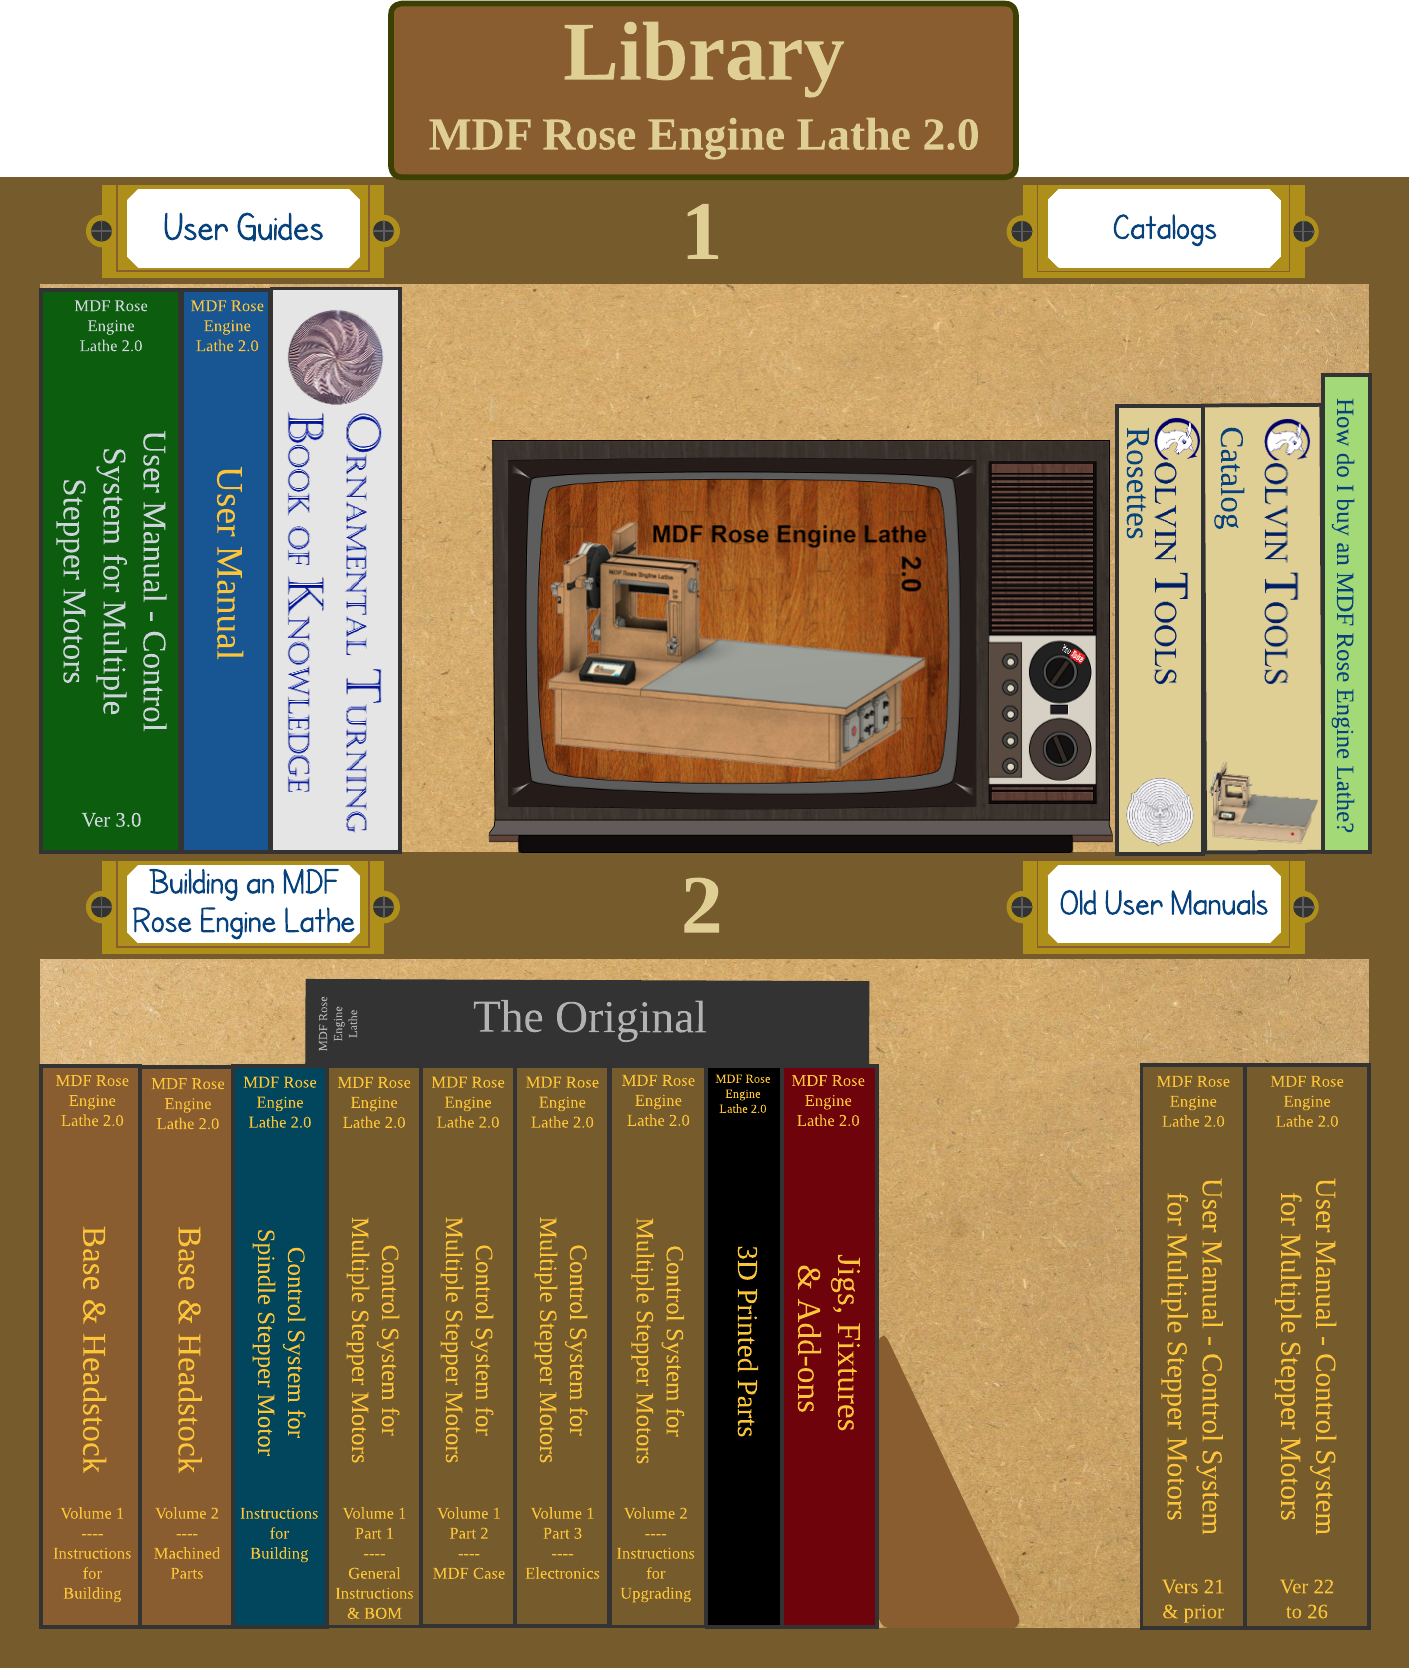 Library
MDF Rose Engine Lathe 2.0
User Guides
1
Catalogs
MDF Rose
Engine
Lathe 2.0
User Manual - Control
System for Multiple
Stepper Motors
Ver 3.0
MDF Rose
Engine
Lathe 2.0
User Manual
Ornamental Turning
Book of Knowledge
MDF Rose Engine Lathe
2.0
MDF Rose Engine Lathe
You Tube
Colvin Tools
Rosettes
Colvin Tools
Catalog
How do I buy an MDF Rose Engine Lathe?
Building an MDF
Rose Engine Lathe
2
Old User Manuals
MDF Rose
Engine
Lathe
The Original
MDF Rose
Engine
Lathe 2.0
Base & Headstock
Volume 1
----
Instructions
for
Building
MDF Rose
Engine
Lathe 2.0
Base & Headstock
Volume 2
----
Machined
Parts
MDF Rose
Engine
Lathe 2.0
Control System for
Spindle Stepper Motor
Instructions
for
Building
MDF Rose
Engine
Lathe 2.0
Control System for
Multiple Stepper Motors
Volume 1
Part 1
----
General
Instructions
& BOM
MDF Rose
Engine
Lathe 2.0
Control System for
Multiple Stepper Motors
Volume 1
Part 2
----
MDF Case
MDF Rose
Engine
Lathe 2.0
Control System for
Multiple Stepper Motors
Volume 1
Part 3
----
Electronics
MDF Rose
Engine
Lathe 2.0
Control System for
Multiple Stepper Motors
Volume 2
----
Instructions
for
Upgrading
MDF Rose
Engine
Lathe 2.0
3D Printed Parts
MDF Rose
Engine
Lathe 2.0
Jigs, Fixtures
& Add-ons
MDF Rose
Engine
Lathe 2.0
User Manual - Control System
for Multiple Stepper Motors
Vers 21
& prior
MDF Rose
Engine
Lathe 2.0
User Manual - Control System
for Multiple Stepper Motors
Ver 22
to 26